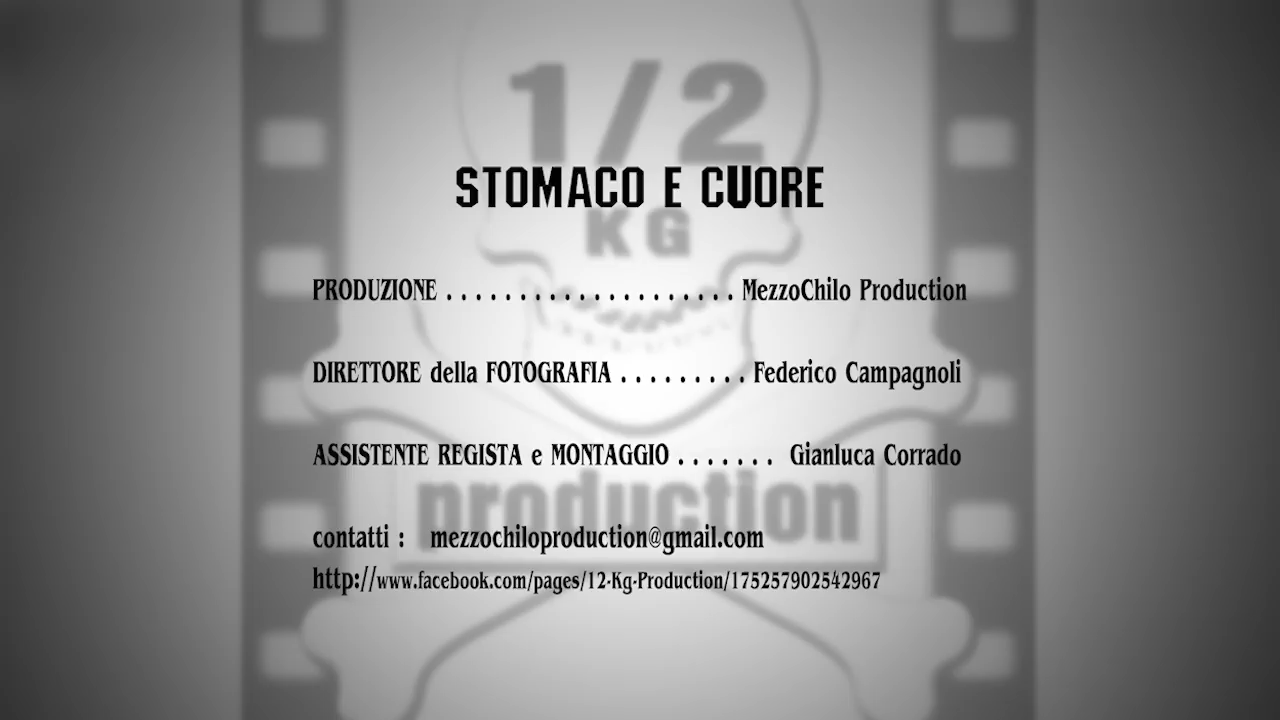 1/2
STOMACO E CUORE
KG
PRODUZIONE . . . . . . . . . . . . . . . . . . . . MezzoChilo Production
DIRETTORE della FOTOGRAFIA . . . . . . . . . Federico Campagnoli
ASSISTENTE REGISTA e MONTAGGIO . . . . . . . Gianluca Corrado
production
contatti : mezzochiloproduction@gmail.com
http://www.facebook.com/pages/12-Kg-Production/175257902542967